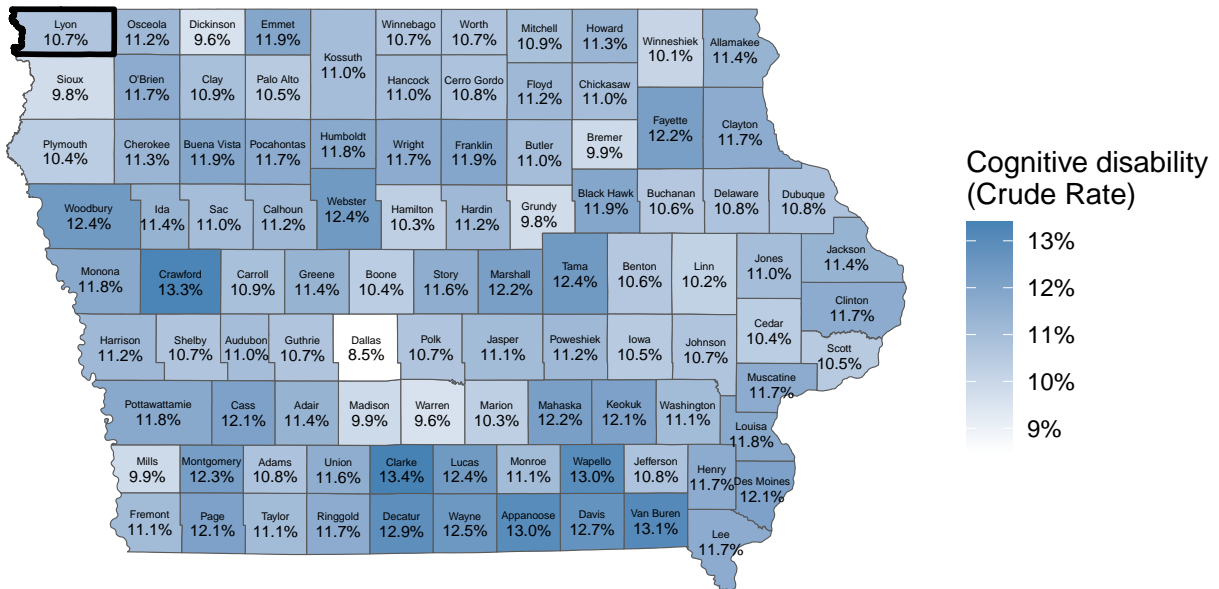 Lyon
10.7%
Osceola
11.2%
Dickinson
9.6%
Emmet
11.9%
Kossuth
11.0%
Winnebago
10.7%
Worth
10.7%
Mitchell
10.9%
Howard
11.3%
Winneshiek
10.1%
Allamakee
11.4%
Sioux
9.8%
O'Brien
11.7%
Clay
10.9%
Palo Alto
10.5%
Hancock
11.0%
Cerro Gordo
10.8%
Floyd
11.2%
Chickasaw
11.0%
Fayette
12.2%
Clayton
11.7%
Plymouth
10.4%
Cherokee
11.3%
Buena Vista
11.9%
Pocahontas
11.7%
Humboldt
11.8%
Wright
11.7%
Franklin
11.9%
Butler
11.0%
Bremer
9.9%
Woodbury
12.4%
Ida
11.4%
Sac
11.0%
Calhoun
11.2%
Webster
12.4%
Hamilton
10.3%
Hardin
11.2%
Grundy
9.8%
Black Hawk
11.9%
Buchanan
10.6%
Delaware
10.8%
Dubuque
10.8%
Monona
11.8%
Crawford
13.3%
Carroll
10.9%
Greene
11.4%
Boone
10.4%
Story
11.6%
Marshall
12.2%
Tama
12.4%
Benton
10.6%
Linn
10.2%
Jones
11.0%
Jackson
11.4%
Clinton
11.7%
Harrison
11.2%
Shelby
10.7%
Audubon
11.0%
Guthrie
10.7%
Dallas
8.5%
Polk
10.7%
Jasper
11.1%
Poweshiek
11.2%
Iowa
10.5%
Johnson
10.7%
Cedar
10.4%
Scott
10.5%
Muscatine
11.7%
Pottawattamie
11.8%
Cass
12.1%
Adair
11.4%
Madison
9.9%
Warren
9.6%
Marion
10.3%
Mahaska
12.2%
Keokuk
12.1%
Washington
11.1%
Louisa
11.8%
Mills
9.9%
Montgomery
12.3%
Adams
10.8%
Union
11.6%
Clarke
13.4%
Lucas
12.4%
Monroe
11.1%
Wapello
13.0%
Jefferson
10.8%
Henry
11.7%
Des Moines
12.1%
Fremont
11.1%
Page
12.1%
Taylor
11.1%
Ringgold
11.7%
Decatur
12.9%
Wayne
12.5%
Appanoose
13.0%
Davis
12.7%
Van Buren
13.1%
Lee
11.7%
Cognitive disability
(Crude Rate)
13%
12%
11%
10%
9%